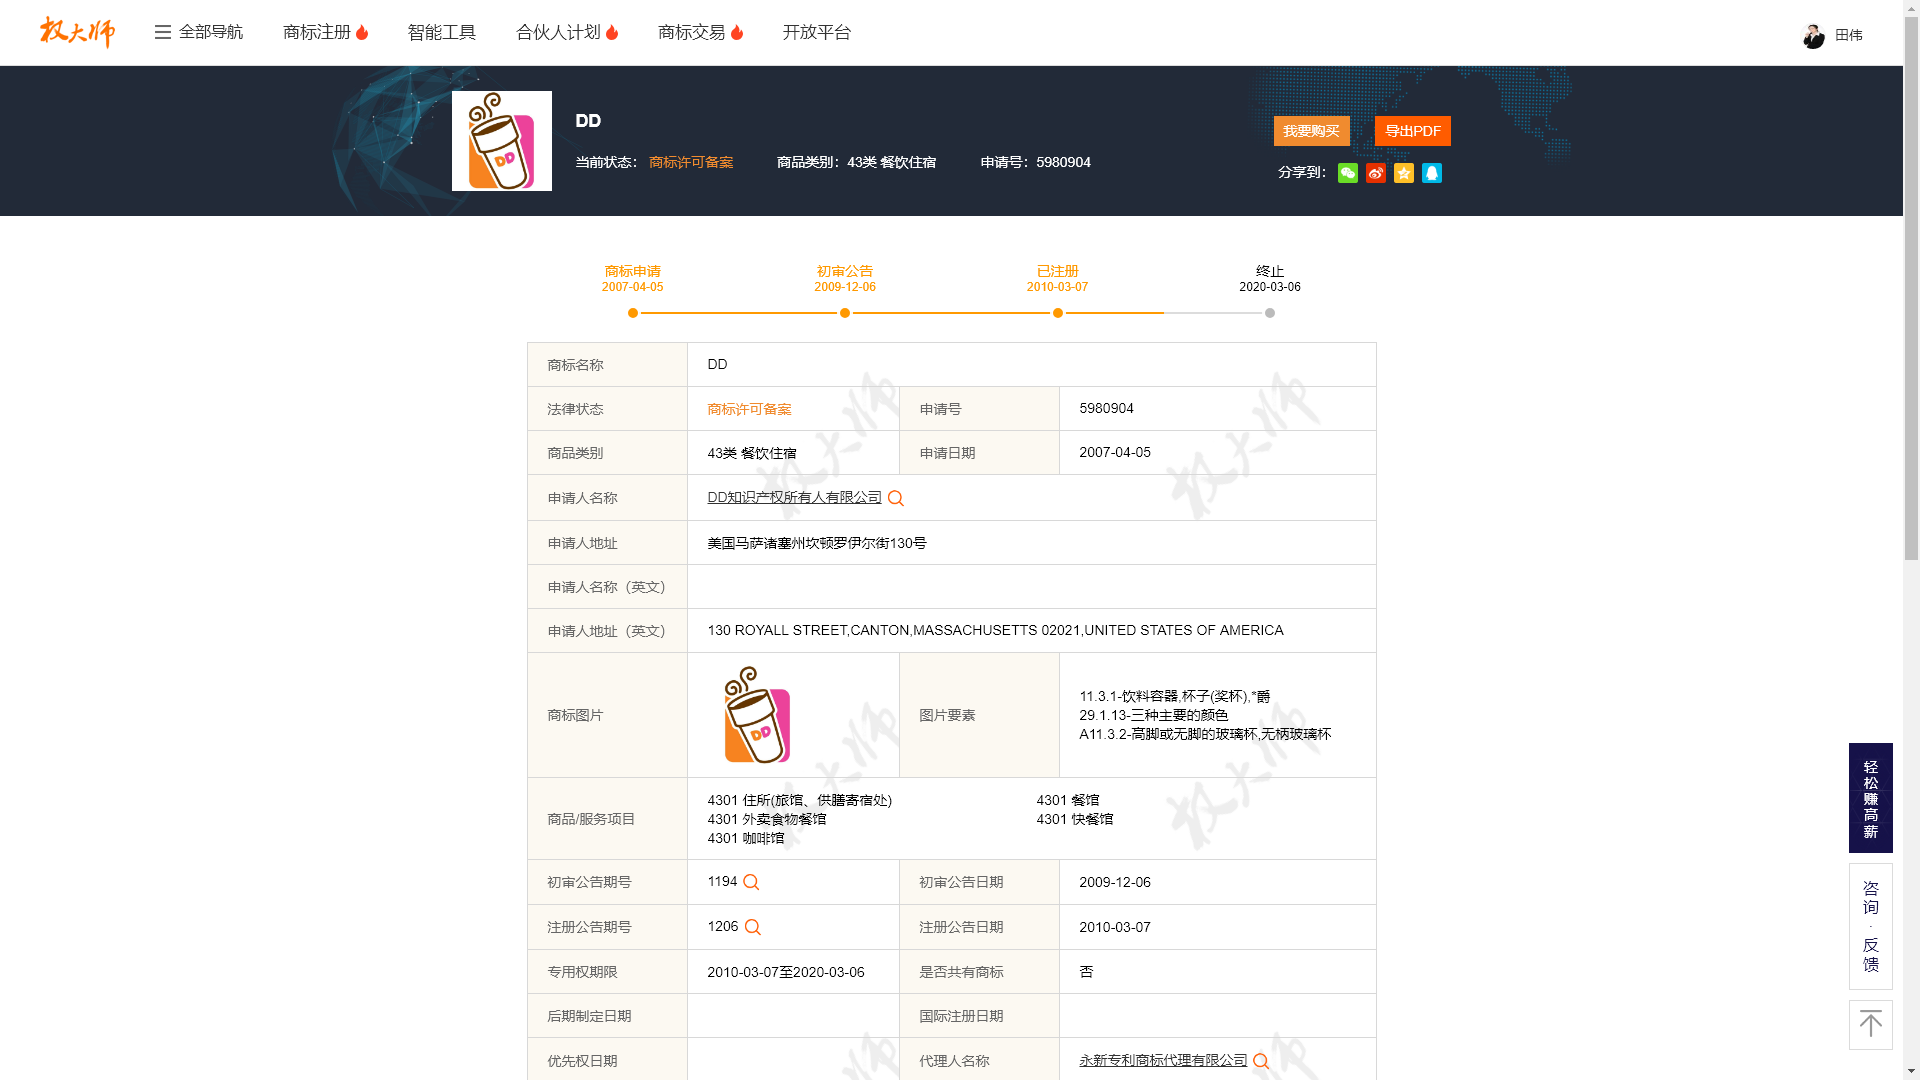 权大师
全部导航
商标注册
智能工具
合伙人计划
商标交易
开放平台
田伟
DD
当前状态： 商标许可备案 商品类别：43类 餐饮住宿 申请号：5980904
我要购买
导出PDF
分享到：
商标申请
2007-04-05
初审公告
2009-12-06
已注册
2010-03-07
终止
2020-03-06
商标名称 DD
法律状态 商标许可备案 申请号 5980904
商品类别 43类 餐饮住宿 申请日期 2007-04-05
申请人名称 DD知识产权所有人有限公司
申请人地址 美国马萨诸塞州坎顿罗伊尔街130号
申请人名称（英文）
申请人地址（英文） 130 ROYALL STREET,CANTON,MASSACHUSETTS 02021,UNITED STATES OF AMERICA
商标图片 DD 图片要素
11.3.1-饮料容器,杯子(奖杯),*爵
29.1.13-三种主要的颜色
A11.3.2-高脚或无脚的玻璃杯,无柄玻璃杯
商品/服务项目
4301 住所(旅馆、供膳寄宿处) 4301 餐馆
4301 外卖食物餐馆 4301 快餐馆
4301 咖啡馆
初审公告期号 1194 初审公告日期 2009-12-06
注册公告期号 1206 注册公告日期 2010-03-07
专用权期限 2010-03-07至2020-03-06 是否共有商标 否
后期制定日期 国际注册日期
优先权日期 代理人名称 永新专利商标代理有限公司
轻松赚高薪
咨询·反馈